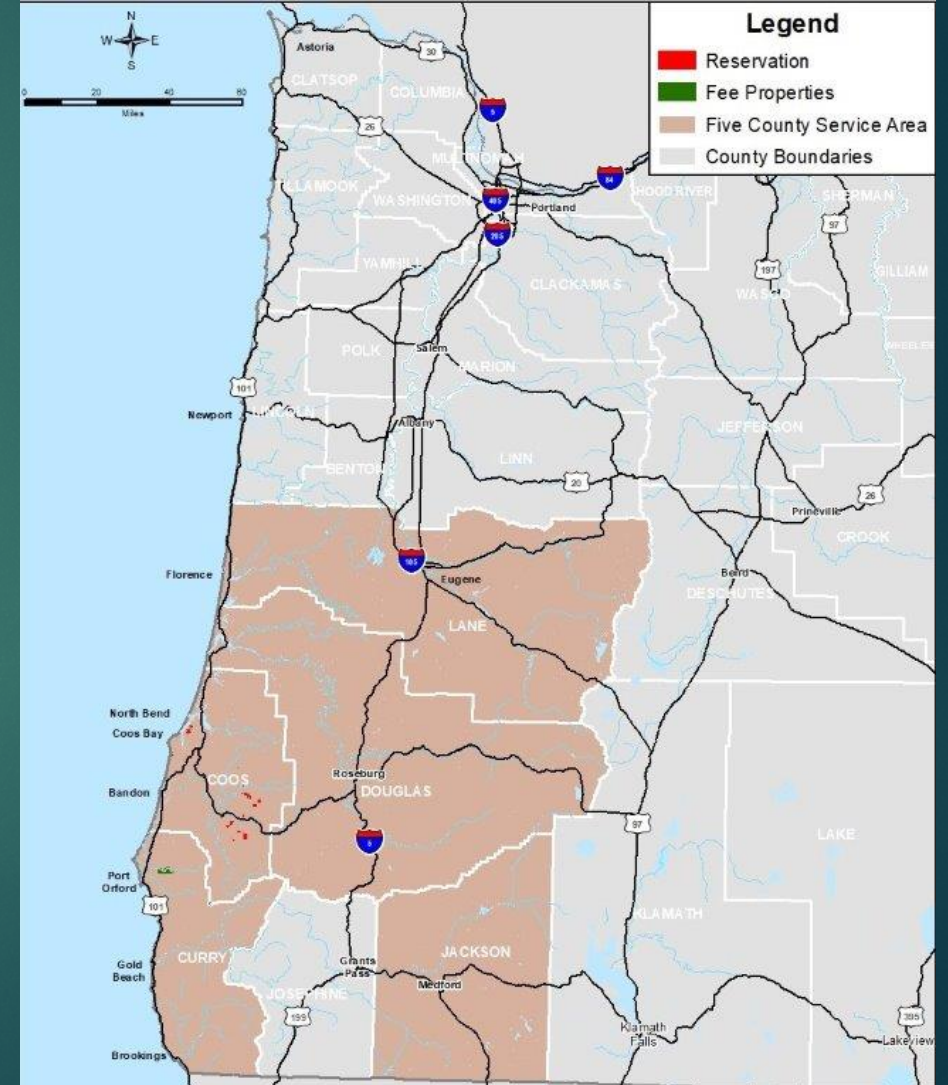 N
W E
S
0 20 40 80
Miles
Legend
Reservation
Fee Properties
Five County Service Area
County Boundaries
Astoria
30
CLATSOP
COLUMBIA
5
26
MULTNOMAH
84
TILLAMOOK
WASHINGTON
405
Portland
HOOD RIVER
SHERMAN
97
205
YAMHILL
197
GILLIAM
CLACKAMAS
WASCO
POLK
Salem
WHEELER
MARION
101
Newport
LINCOLN
Albany
JEFFERSON
BENTON
LINN
20
26
Prineville
CROOK
105
Florence
Eugene
Bend
DESCHUTES
LANE
North Bend
Coos Bay
COOS
Roseburg
Bandon
DOUGLAS
5
97
LAKE
Port
Orford
101
KLAMATH
CURRY
JACKSON
Gold
Beach
Grants
Pass
Medford
JOSEPHINE
199
395
Klamath
Falls
Lakeview
Brookings